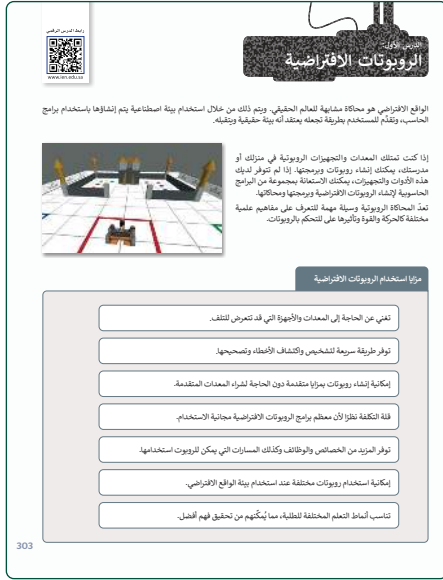 رابط الدرس الرقمي
www.ien.edu.sa
الدرس الأول:
الروبوتات الافتراضية
الواقع الافتراضي هو محاكاة مشابهة للعالم الحقيقي. ويتم ذلك من خلال استخدام بيئة اصطناعية يتم إنشاؤها باستخدام برامج
الحاسب، وتقدَّم للمستخدم بطريقة تجعله يعتقد أنه بيئة حقيقية ويتقبله.
إذا كنت تمتلك المعدات والتجهيزات الروبوتية في منزلك أو
مدرستك، يمكنك إنشاء روبوتات وبرمجتها. إذا لم تتوفر لديك
هذه الأدوات والتجهيزات، يمكنك الاستعانة بمجموعة من البرامج
الحاسوبية لإنشاء الروبوتات الافتراضية وبرمجتها ومحاكاتها.
تعدّ المحاكاة الروبوتية وسيلة مهمة للتعرف على مفاهيم علمية
مختلفة كالحركة والقوة وتأثيرها على للتحكم بالروبوتات.
مزايا استخدام الروبوتات الافتراضية
تغني عن الحاجة إلى المعدات والأجهزة التي قد تتعرض للتلف.
توفر طريقة سريعة لتشخيص واكتشاف الأخطاء وتصحيحها.
إمكانية إنشاء روبوتات بمزايا متقدمة دون الحاجة لشراء المعدات المتقدمة.
قلة التكلفة نظرًا لأن معظم برامج الروبوتات الافتراضية مجانية الاستخدام.
توفر المزيد من الخصائص والوظائف وكذلك المسارات التي يمكن للروبوت استخدامها.
إمكانية استخدام روبوتات مختلفة عند استخدام بيئة الواقع الافتراضي.
تناسب أنماط التعلم المختلفة للطلبة، مما يُمكِّنهم من تحقيق فهم أفضل.
303